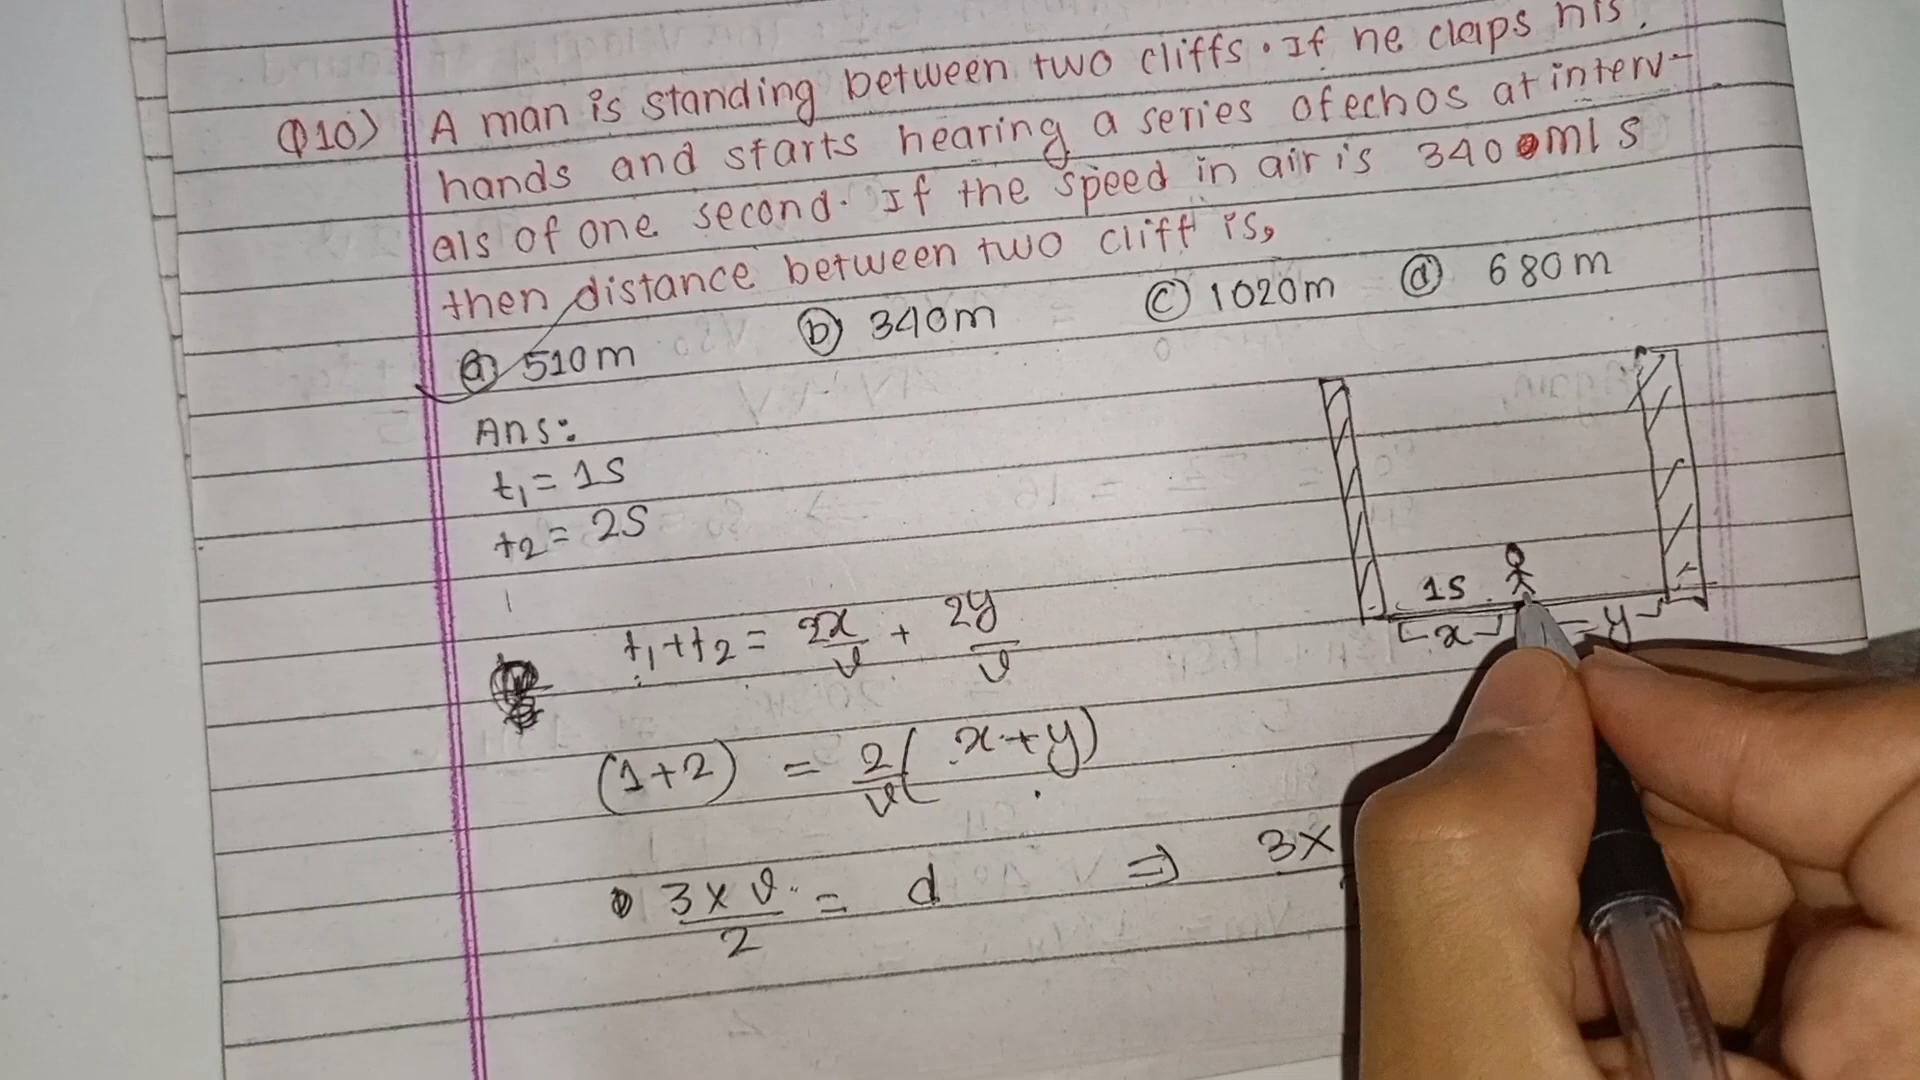 Q10) A man is standing between two cliffs. If he claps his
hands and starts hearing a series of echos at interv-
als of one second. If the speed in air is 340 m/s
then distance between two cliff is,
(a) 510m (b) 340m (c) 1020m (d) 680m
Ans:
t₁ = 1S
t₂ = 2S
1S
x y
t₁+t₂ = 2x/v + 2y/v
(1+2) = 2/v (x+y)
3×v/2 = d ⇒ 3×